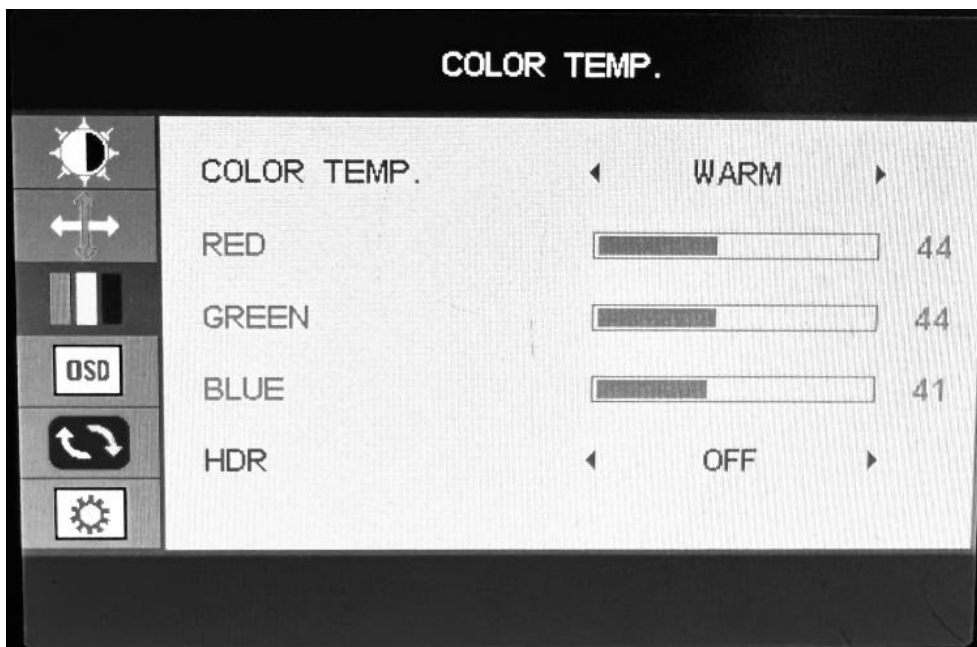 COLOR TEMP.
COLOR TEMP. WARM
RED 44
GREEN 44
OSD
BLUE 41
HDR OFF